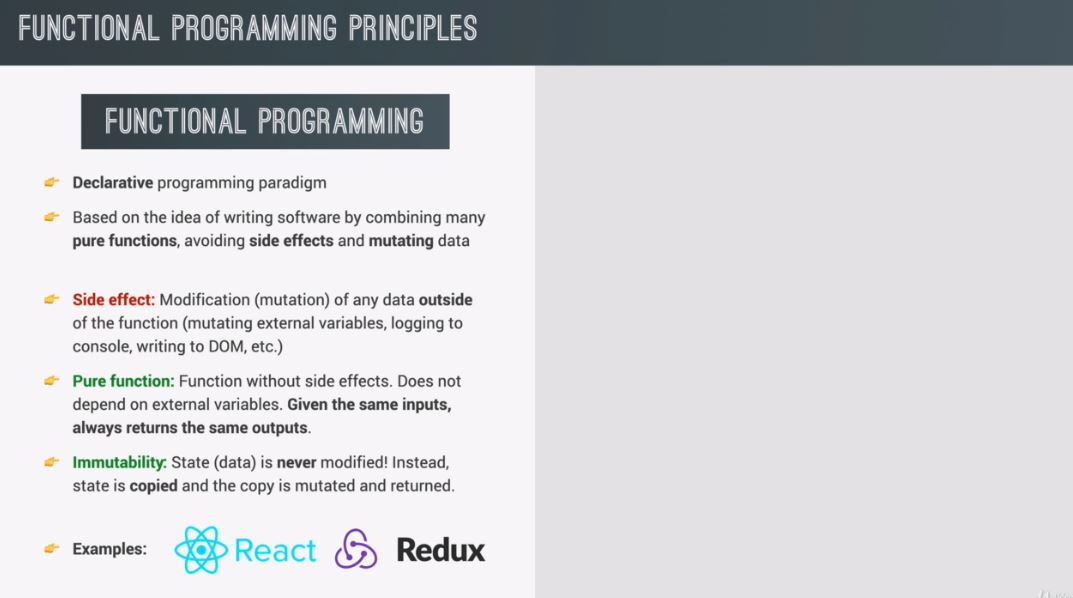 FUNCTIONAL PROGRAMMING PRINCIPLES
FUNCTIONAL PROGRAMMING
Declarative programming paradigm
Based on the idea of writing software by combining many
pure functions, avoiding side effects and mutating data
Side effect: Modification (mutation) of any data outside
of the function (mutating external variables, logging to
console, writing to DOM, etc.)
Pure function: Function without side effects. Does not
depend on external variables. Given the same inputs,
always returns the same outputs.
Immutability: State (data) is never modified! Instead,
state is copied and the copy is mutated and returned.
Examples: React Redux